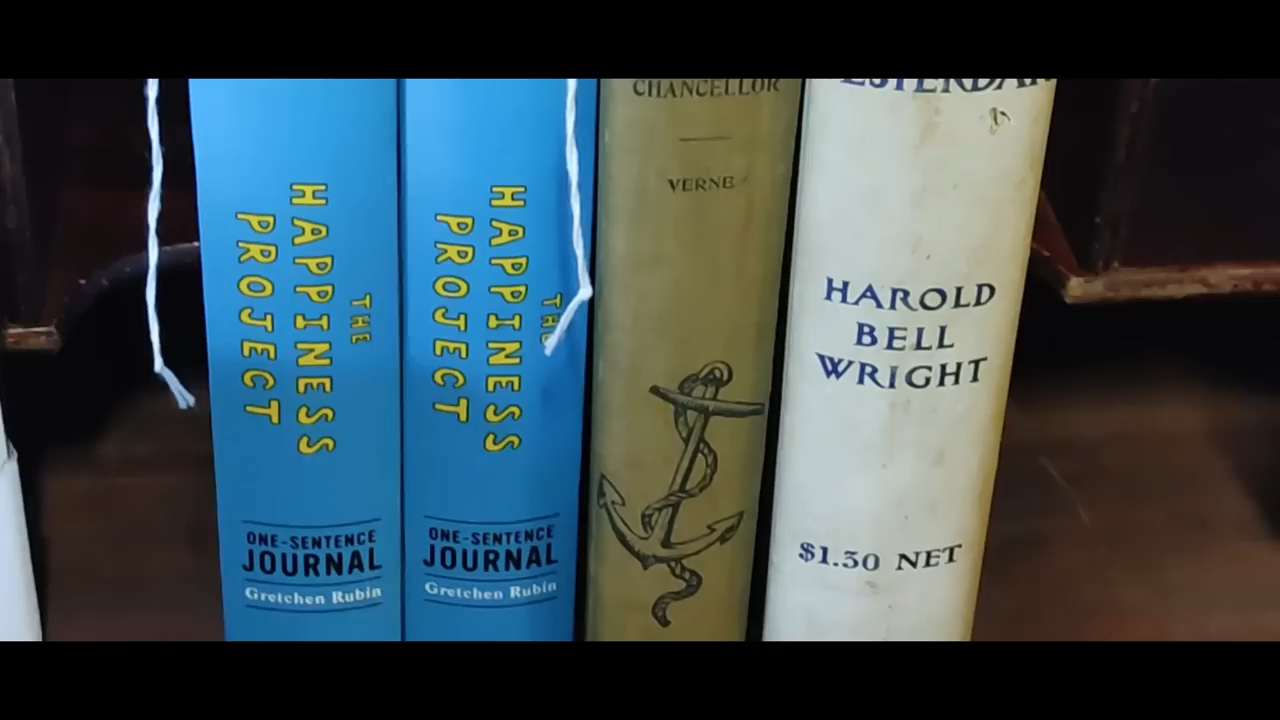 THE
HAPPINESS
PROJECT
ONE-SENTENCE
JOURNAL
Gretchen Rubin
THE
HAPPINESS
PROJECT
ONE-SENTENCE
JOURNAL
Gretchen Rubin
CHANCELLOR
VERNE
HAROLD
BELL
WRIGHT
$1.30 NET